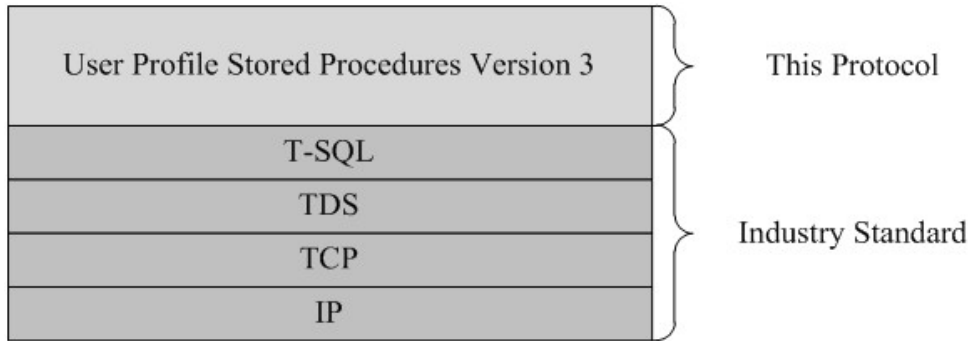 User Profile Stored Procedures Version 3
This Protocol
T-SQL
TDS
TCP
IP
Industry Standard